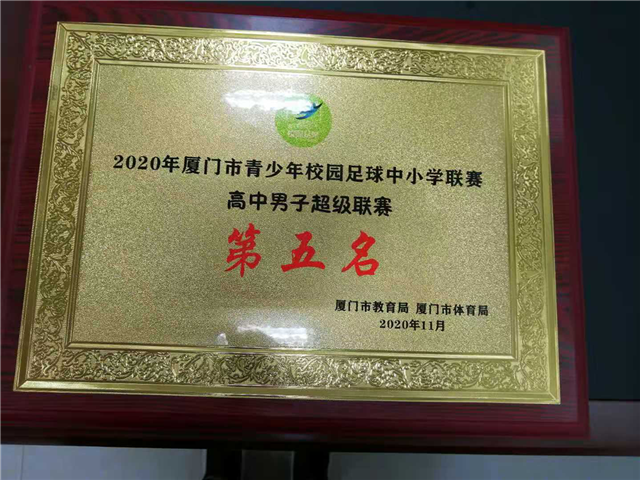 2020年厦门市青少年校园足球中小学联赛
高中男子超级联赛
第五名
厦门市教育局 厦门市体育局
2020年11月